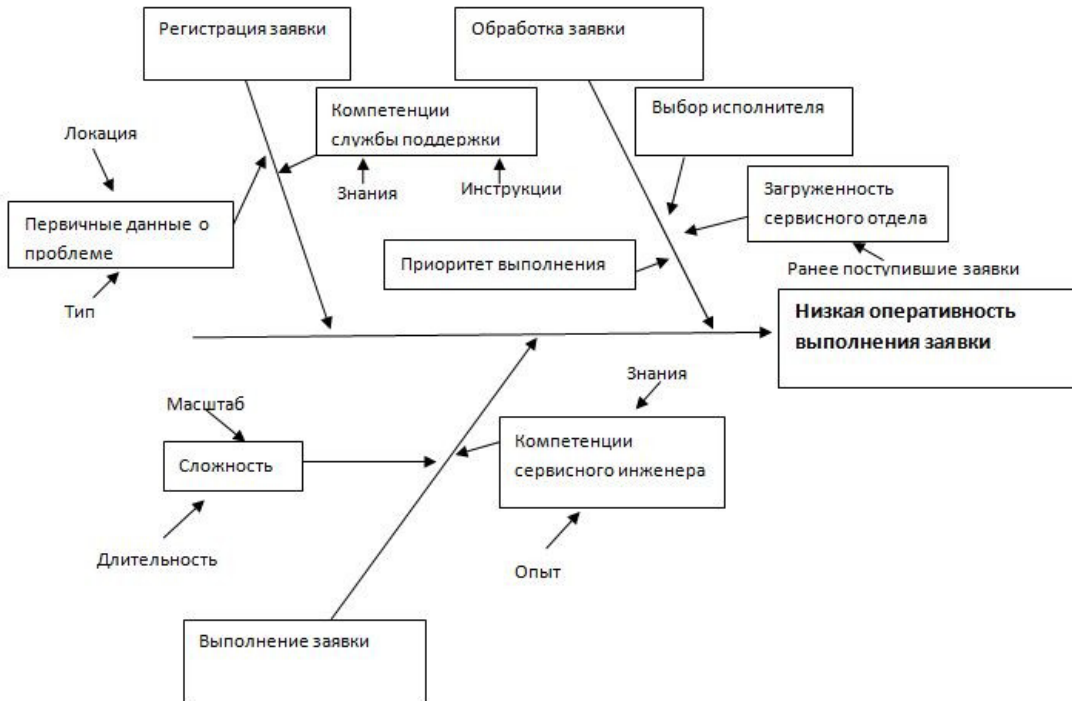 Регистрация заявки
Обработка заявки
Компетенции
службы поддержки
Выбор исполнителя
Локация
Знания
Инструкции
Загруженность
сервисного отдела
Первичные данные о
проблеме
Приоритет выполнения
Ранее поступившие заявки
Тип
Низкая оперативность
выполнения заявки
Знания
Масштаб
Компетенции
сервисного инженера
Сложность
Длительность
Опыт
Выполнение заявки